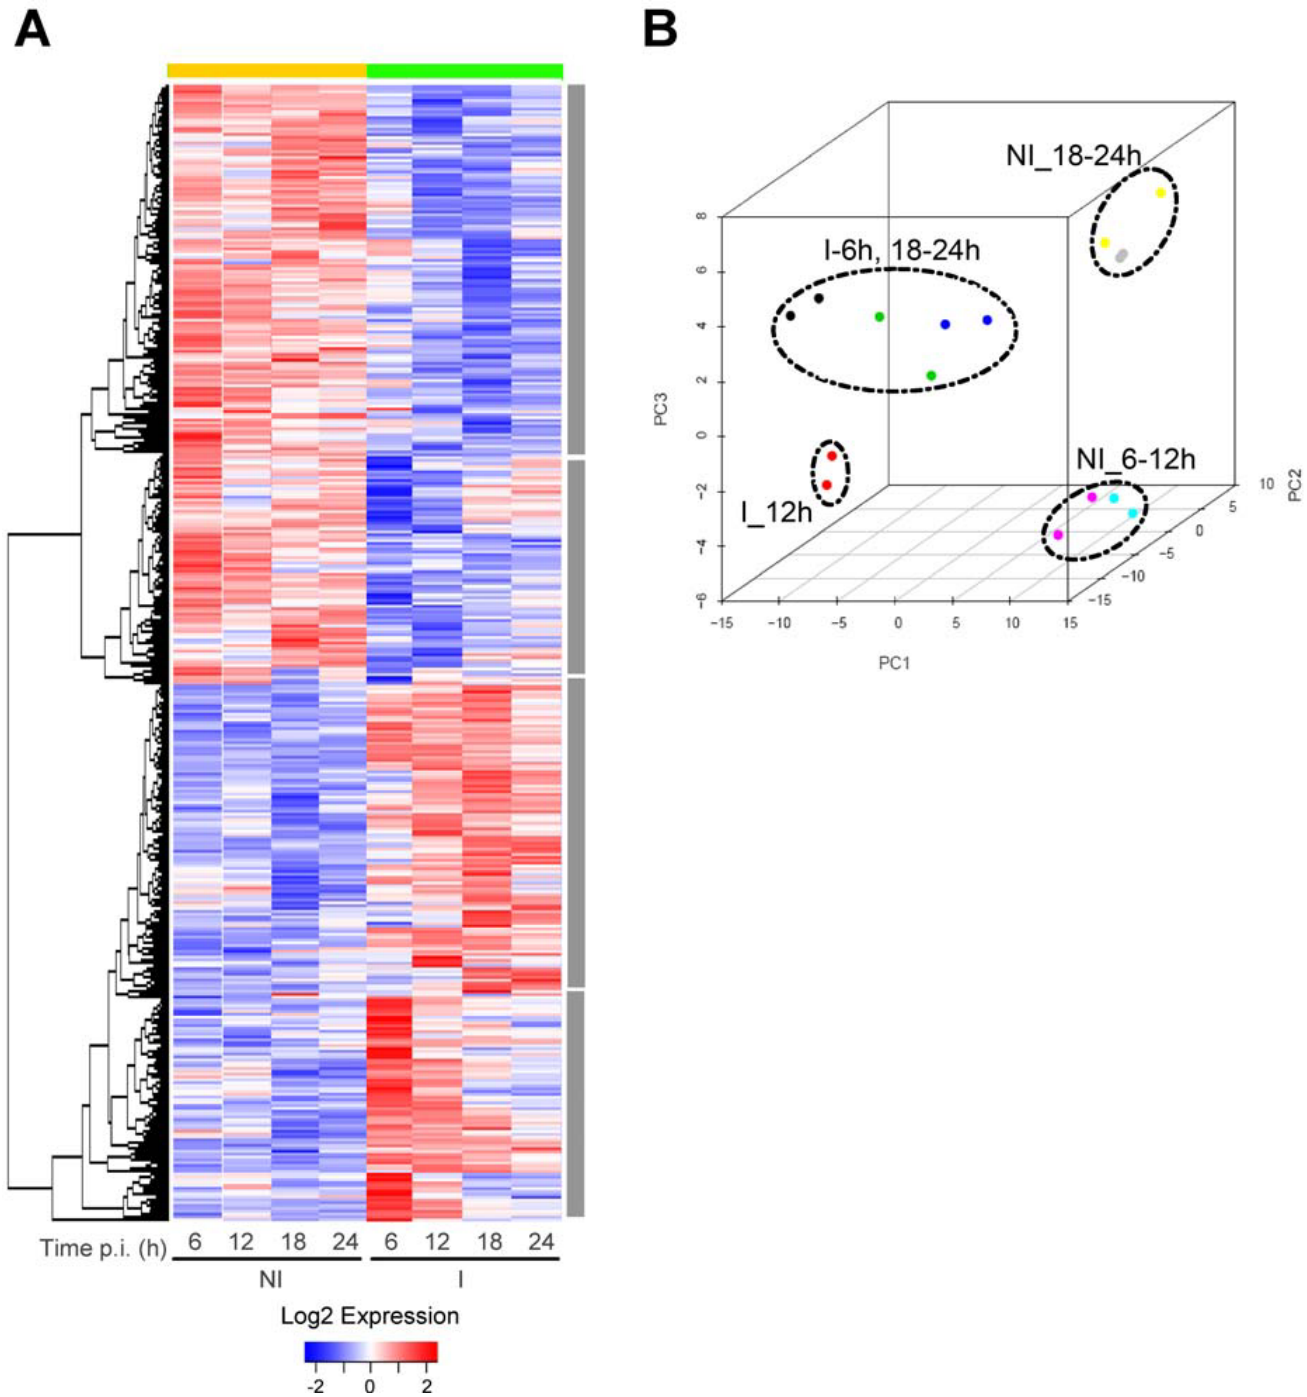 A
Time p.i. (h)
6 12 18 24 6 12 18 24
NI I
Log2 Expression
-2 0 2
B
NI_18-24h
I-6h, 18-24h
NI_6-12h
I_12h
PC3
8
6
4
2
0
−2
−4
−6
−15 −10 −5 0 5 10 15
PC1
−15
−10
−5
0
5
10
PC2